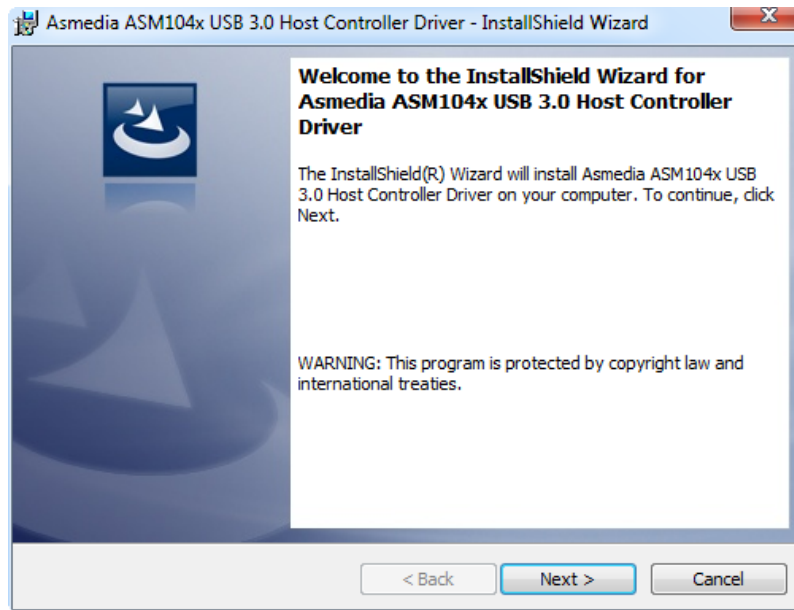 Asmedia ASM104x USB 3.0 Host Controller Driver - InstallShield Wizard
Welcome to the InstallShield Wizard for
Asmedia ASM104x USB 3.0 Host Controller
Driver
The InstallShield(R) Wizard will install Asmedia ASM104x USB
3.0 Host Controller Driver on your computer. To continue, click
Next.
WARNING: This program is protected by copyright law and
international treaties.
< Back Next > Cancel